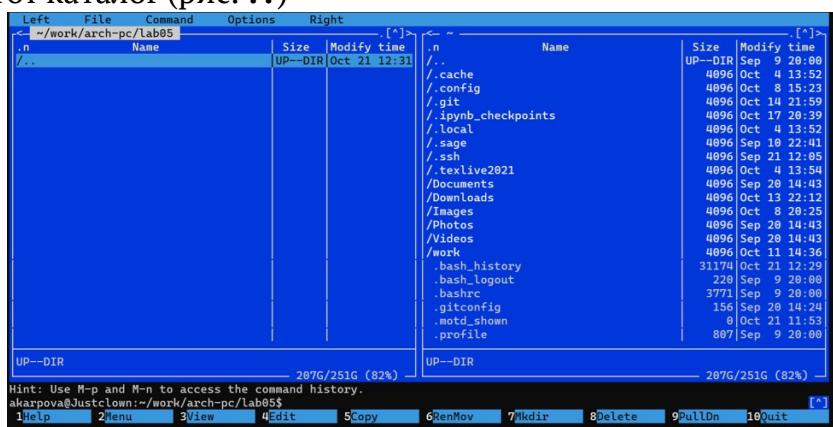 каталог (рис.
Left File Command Options Right
<─ ~/work/arch-pc/lab05 .[^]> <─ ~ .[^]>
.n Name Size Modify time .n Name Size Modify time
/.. UP--DIR Oct 21 12:31 /.. UP--DIR Sep 9 20:00
/.cache 4096 Oct 4 13:52
/.config 4096 Oct 8 15:23
/.git 4096 Oct 14 21:59
/.ipynb_checkpoints 4096 Oct 17 20:39
/.local 4096 Oct 4 13:52
/.sage 4096 Sep 10 22:41
/.ssh 4096 Sep 21 12:05
/.texlive2021 4096 Oct 4 13:54
/Documents 4096 Sep 20 14:43
/Downloads 4096 Oct 13 22:12
/Images 4096 Oct 8 20:25
/Photos 4096 Sep 20 14:43
/Videos 4096 Sep 20 14:43
/work 4096 Oct 11 14:36
.bash_history 31174 Oct 21 12:29
.bash_logout 220 Sep 9 20:00
.bashrc 3771 Sep 9 20:00
.gitconfig 156 Sep 20 14:24
.motd_shown 0 Oct 21 11:53
.profile 807 Sep 9 20:00
UP--DIR UP--DIR
207G/251G (82%) 207G/251G (82%)
Hint: Use M-p and M-n to access the command history.
akarpova@Justclown:~/work/arch-pc/lab05$ [^]
1Help 2Menu 3View 4Edit 5Copy 6RenMov 7Mkdir 8Delete 9PullDn 10Quit